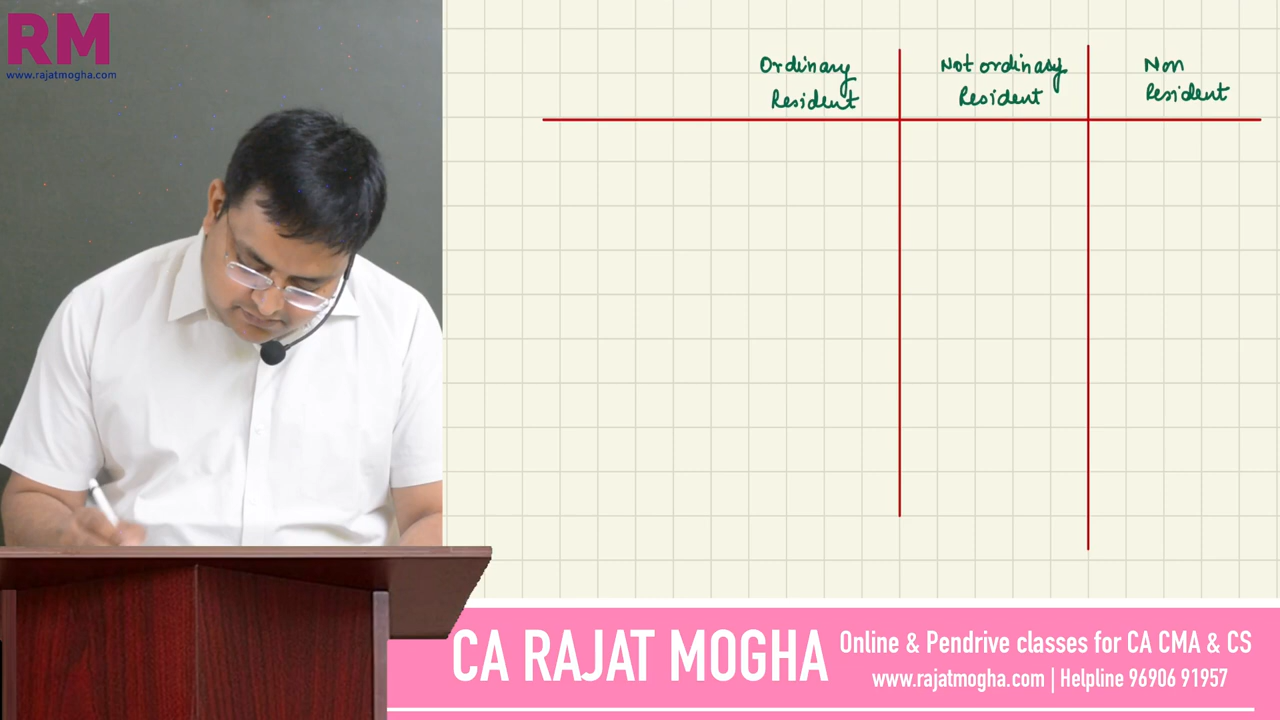 RM
www.rajatmogha.com
Ordinary
Resident
Not ordinary
Resident
Non
Resident
CA RAJAT MOGHA
Online & Pendrive classes for CA CMA & CS
www.rajatmogha.com | Helpline 96906 91957